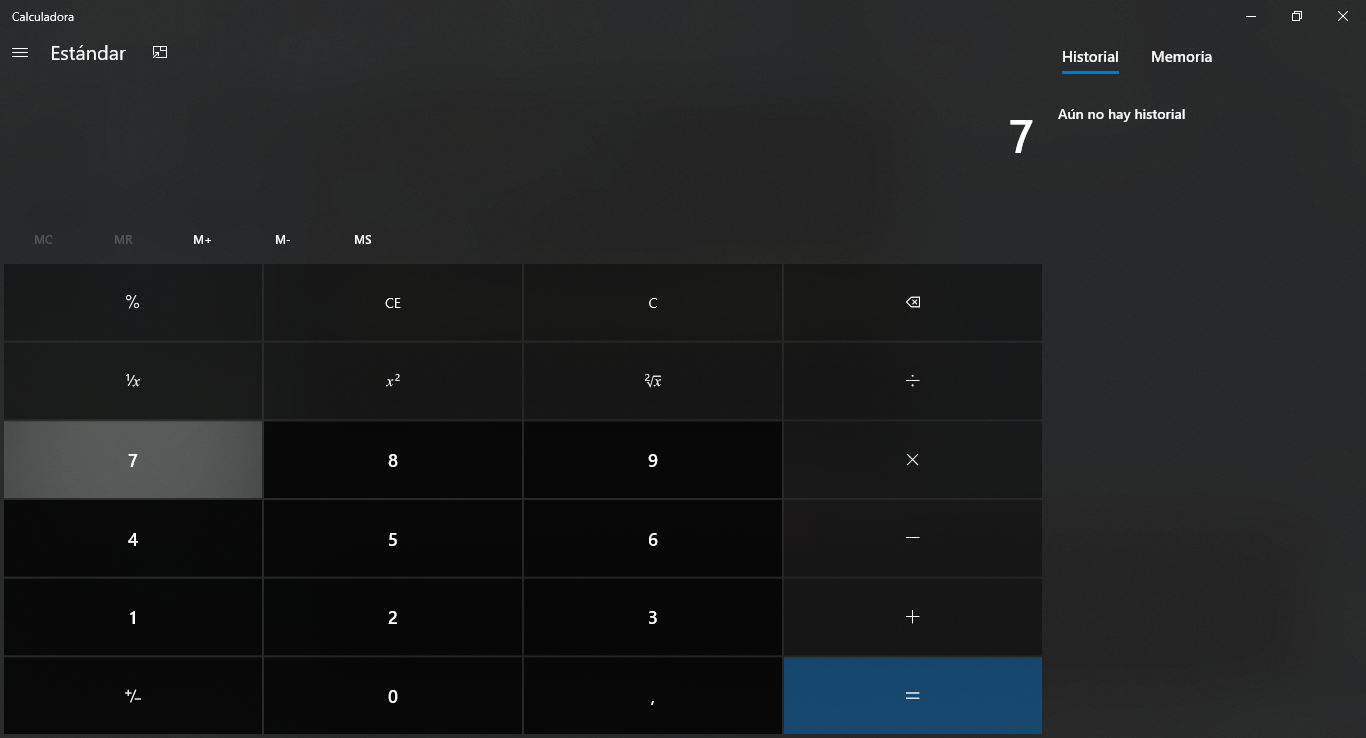 Calculadora
Estándar
Historial Memoria
7
Aún no hay historial
MC MR M+ M- MS
% CE C
¹/x x² ²√x ÷
7 8 9 ×
4 5 6 −
1 2 3 +
+/− 0 , =